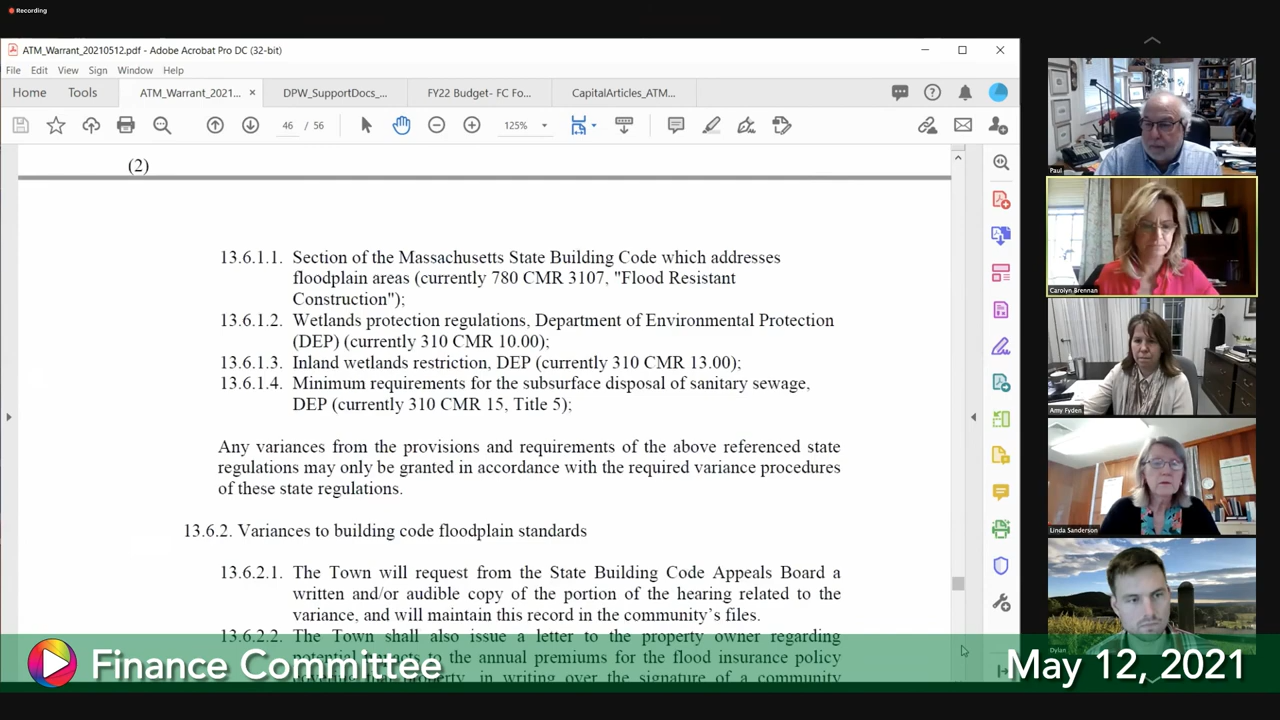 Recording
ATM_Warrant_20210512.pdf - Adobe Acrobat Pro DC (32-bit)
File Edit View Sign Window Help
Home Tools ATM_Warrant_2021... × DPW_SupportDocs_... FY22 Budget- FC Fo... CapitalArticles_ATM...
46 / 56 125%
(2)
13.6.1.1. Section of the Massachusetts State Building Code which addresses
floodplain areas (currently 780 CMR 3107, "Flood Resistant
Construction");
13.6.1.2. Wetlands protection regulations, Department of Environmental Protection
(DEP) (currently 310 CMR 10.00);
13.6.1.3. Inland wetlands restriction, DEP (currently 310 CMR 13.00);
13.6.1.4. Minimum requirements for the subsurface disposal of sanitary sewage,
DEP (currently 310 CMR 15, Title 5);
Any variances from the provisions and requirements of the above referenced state
regulations may only be granted in accordance with the required variance procedures
of these state regulations.
13.6.2. Variances to building code floodplain standards
13.6.2.1. The Town will request from the State Building Code Appeals Board a
written and/or audible copy of the portion of the hearing related to the
variance, and will maintain this record in the community's files.
13.6.2.2. The Town shall also issue a letter to the property owner regarding
to the annual premiums for the flood insurance policy
in writing over the signature of a community
Paul
Carolyn Brennan
Amy Fyden
Linda Sanderson
Dylan
Finance Committee
May 12, 2021